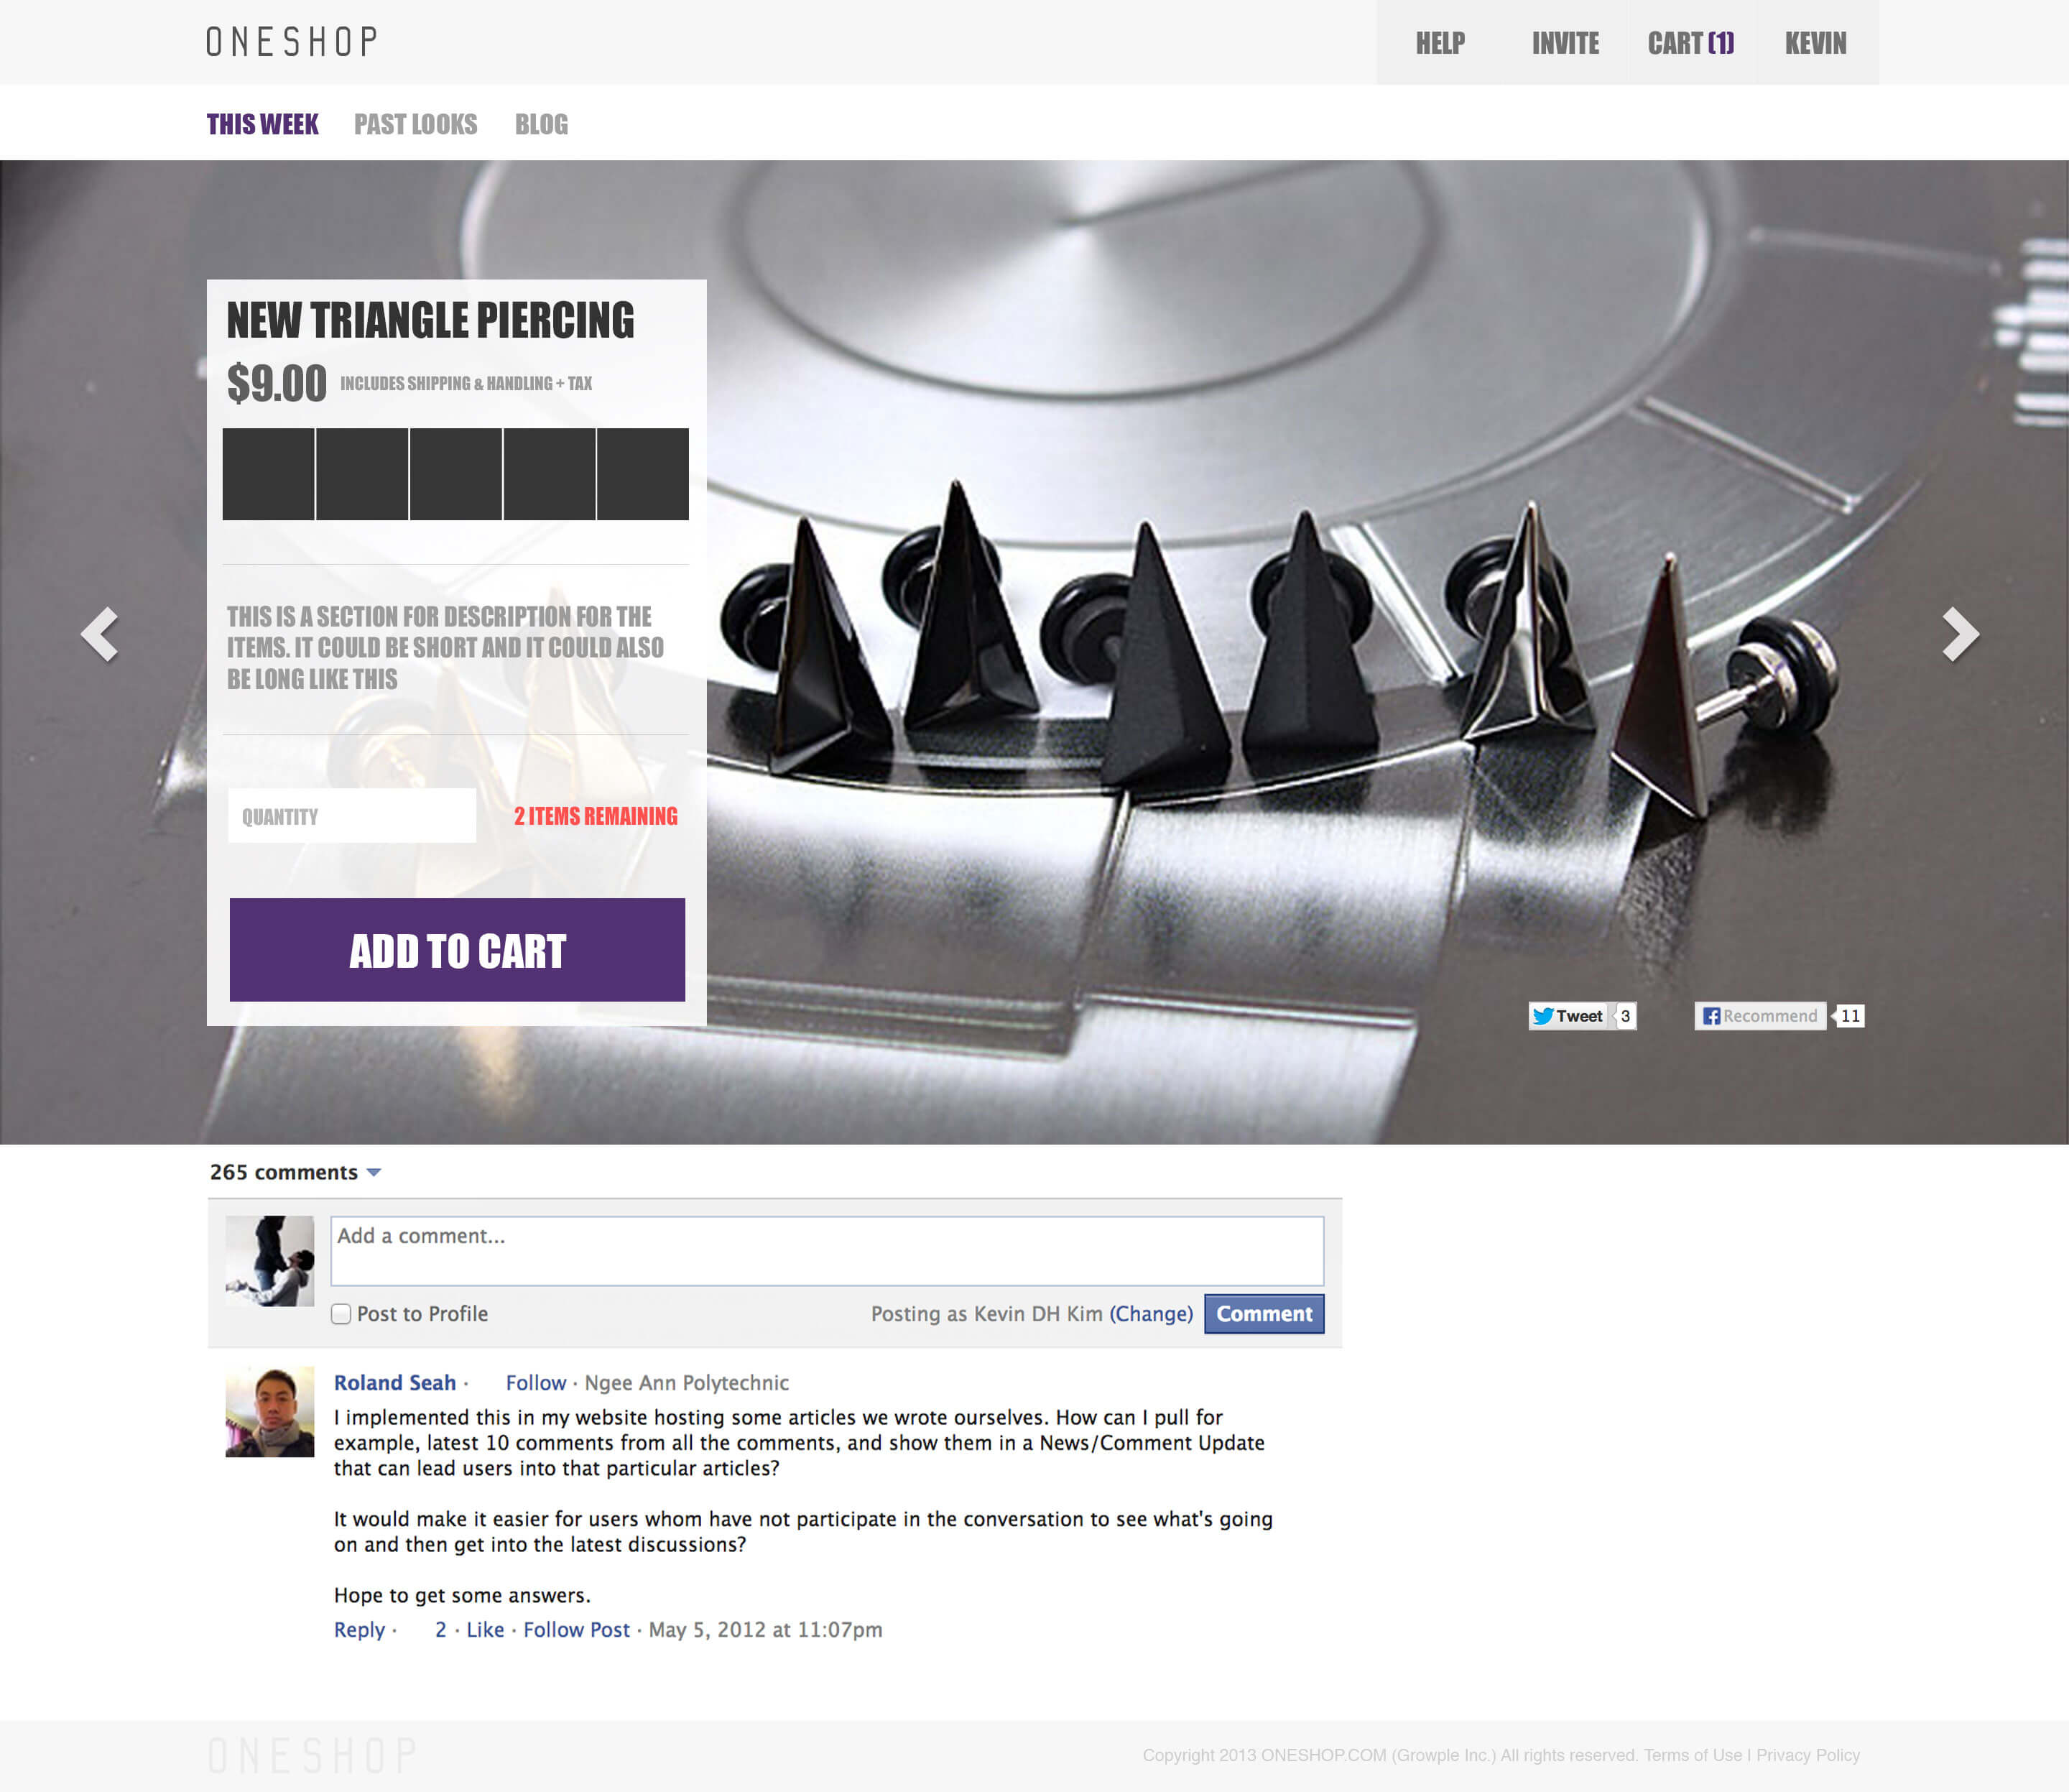 ONESHOP
HELP INVITE CART (1) KEVIN
THIS WEEK PAST LOOKS BLOG
NEW TRIANGLE PIERCING
$9.00 INCLUDES SHIPPING & HANDLING + TAX
THIS IS A SECTION FOR DESCRIPTION FOR THE
ITEMS. IT COULD BE SHORT AND IT COULD ALSO
BE LONG LIKE THIS
QUANTITY 2 ITEMS REMAINING
ADD TO CART
Tweet 3 Recommend 11
265 comments
Add a comment...
Post to Profile Posting as Kevin DH Kim (Change) Comment
Roland Seah · Follow · Ngee Ann Polytechnic
I implemented this in my website hosting some articles we wrote ourselves. How can I pull for
example, latest 10 comments from all the comments, and show them in a News/Comment Update
that can lead users into that particular articles?
It would make it easier for users whom have not participate in the conversation to see what's going
on and then get into the latest discussions?
Hope to get some answers.
Reply · 2 · Like · Follow Post · May 5, 2012 at 11:07pm
ONESHOP Copyright 2013 ONESHOP.COM (Growple Inc.) All rights reserved. Terms of Use I Privacy Policy